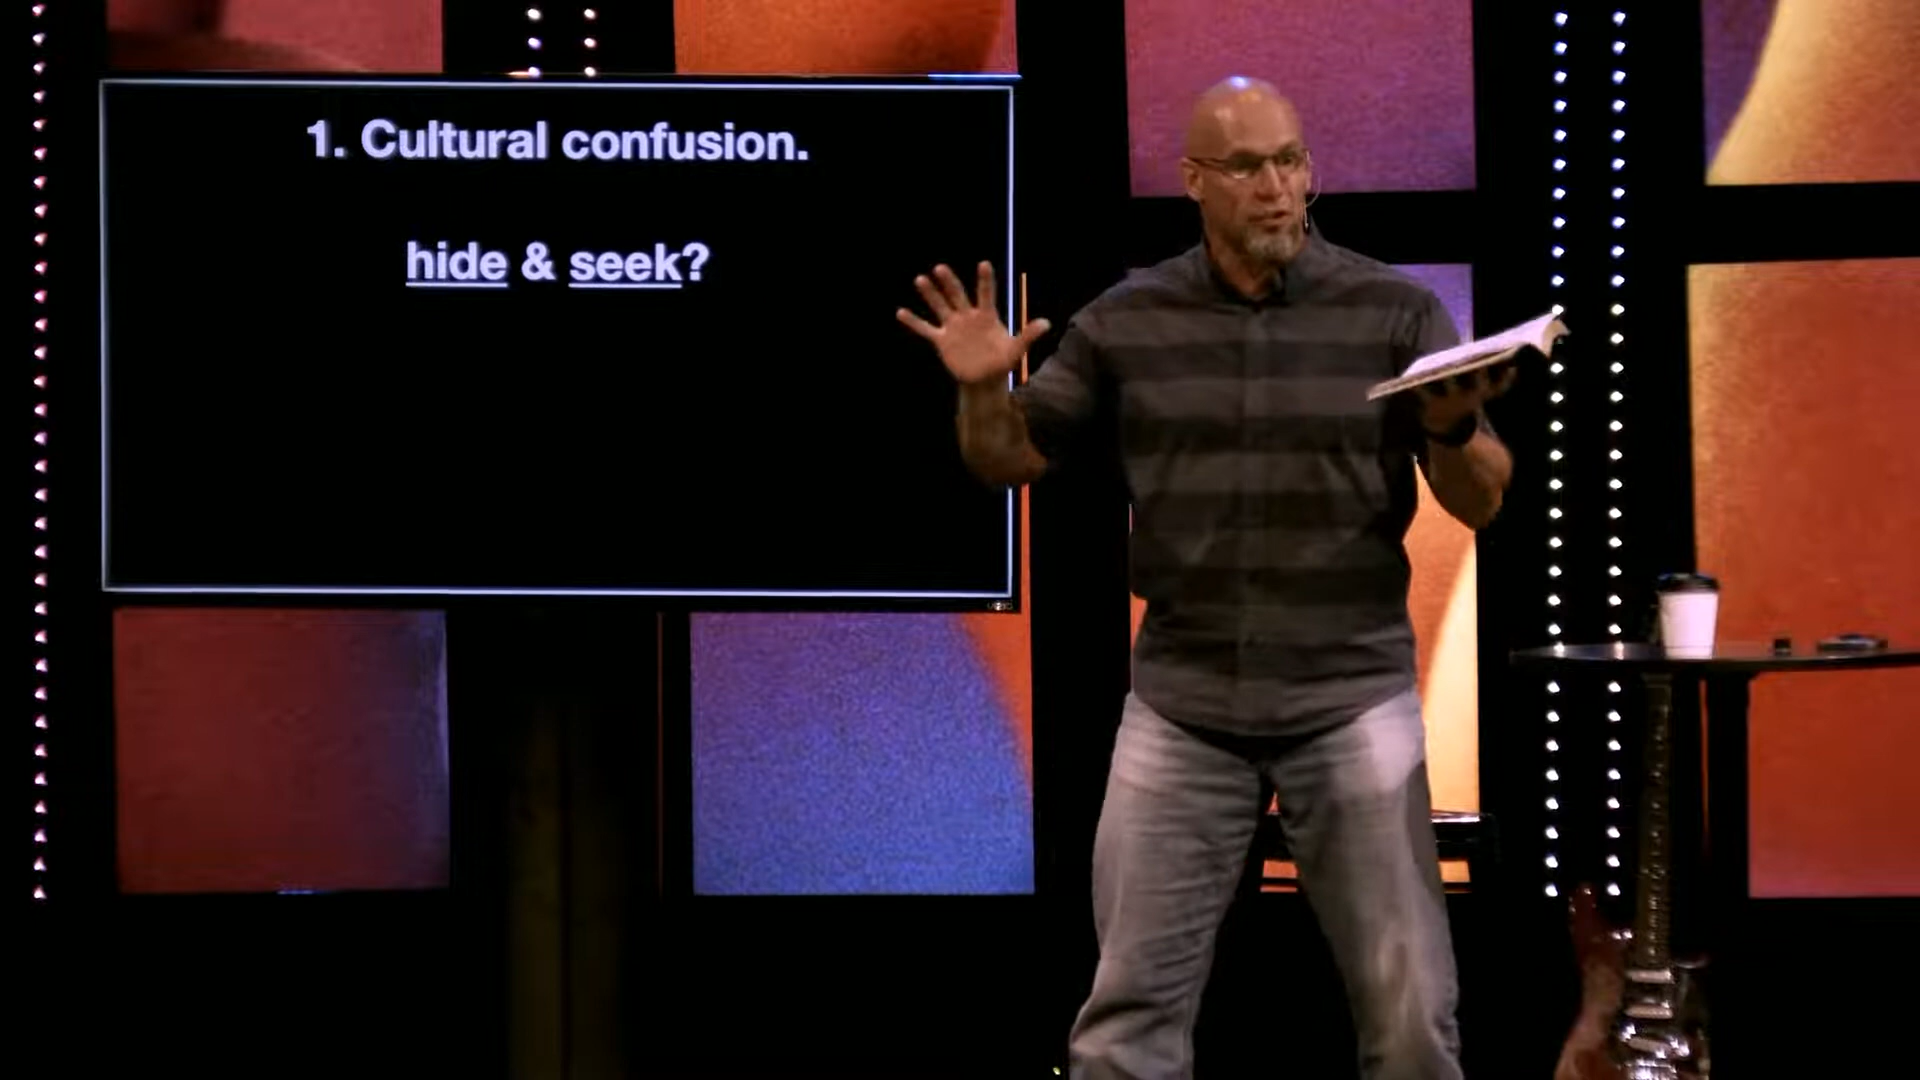 1. Cultural confusion.
hide & seek?